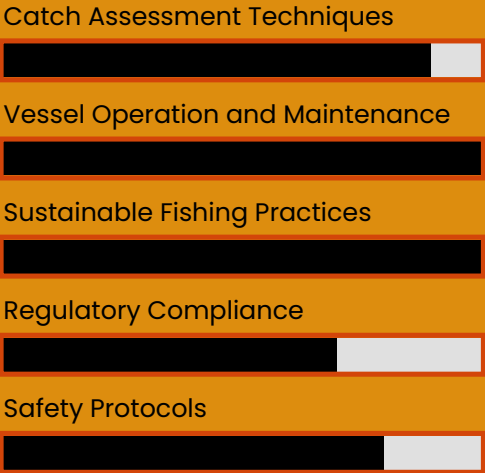 Catch Assessment Techniques
Vessel Operation and Maintenance
Sustainable Fishing Practices
Regulatory Compliance
Safety Protocols